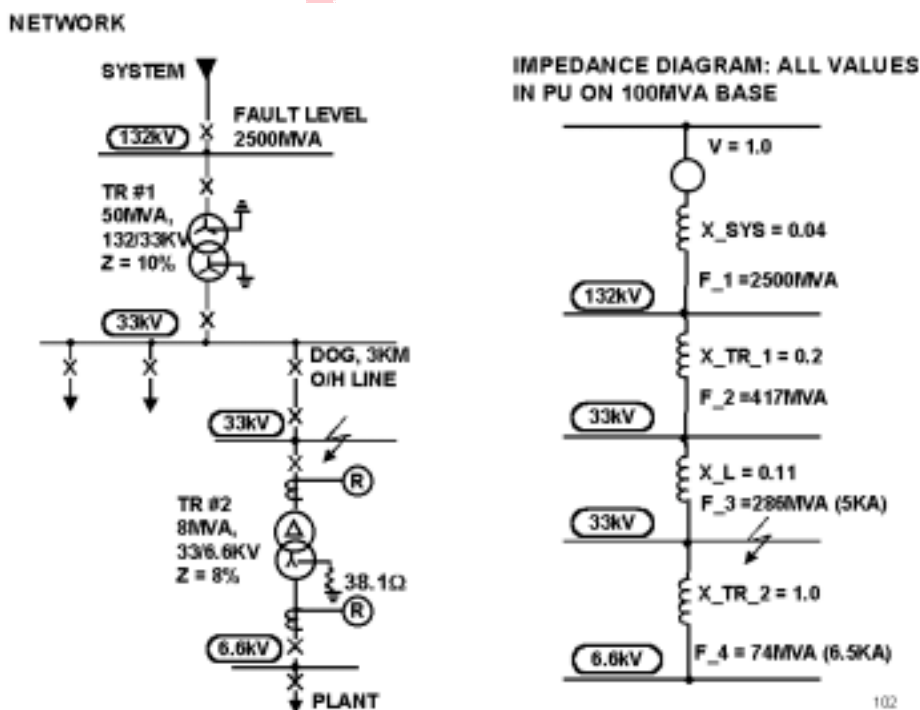 NETWORK
SYSTEM
FAULT LEVEL
2500MVA
132kV
TR #1
50MVA,
132/33KV
Z = 10%
33kV
DOG, 3KM
O/H LINE
33kV
R
TR #2
8MVA,
33/6.6KV
Z = 8%
38.1Ω
R
6.6kV
PLANT
IMPEDANCE DIAGRAM: ALL VALUES
IN PU ON 100MVA BASE
V = 1.0
X_SYS = 0.04
F_1 =2500MVA
132kV
X_TR_1 = 0.2
F_2 =417MVA
33kV
X_L = 0.11
F_3 =286MVA (5KA)
33kV
X_TR_2 = 1.0
F_4 = 74MVA (6.5KA)
6.6kV
102